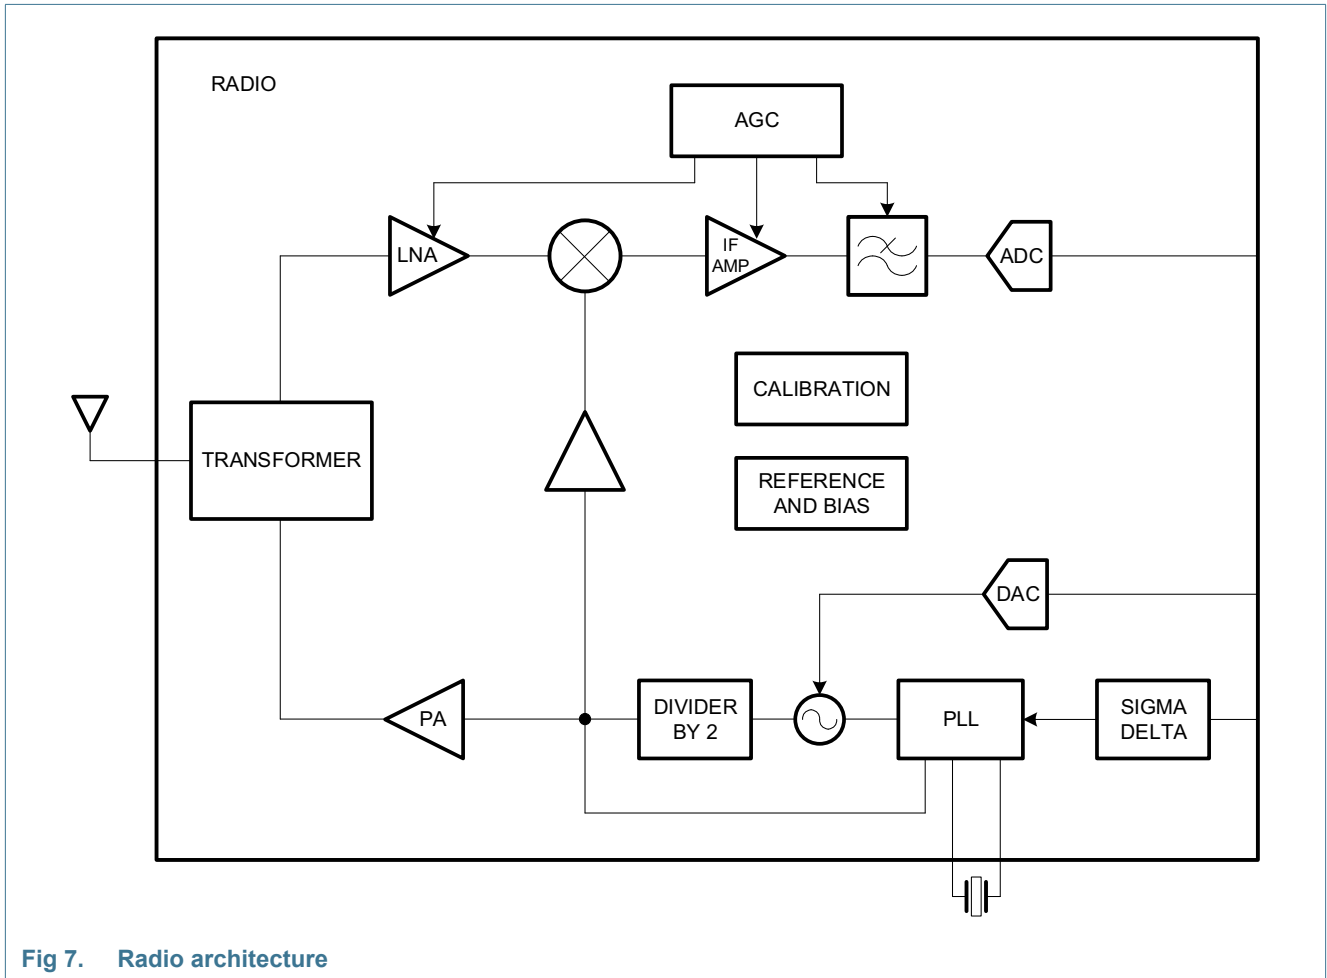 RADIO
AGC
LNA
IF
AMP
ADC
CALIBRATION
TRANSFORMER
REFERENCE
AND BIAS
DAC
PA
DIVIDER
BY 2
PLL
SIGMA
DELTA
Fig 7. Radio architecture